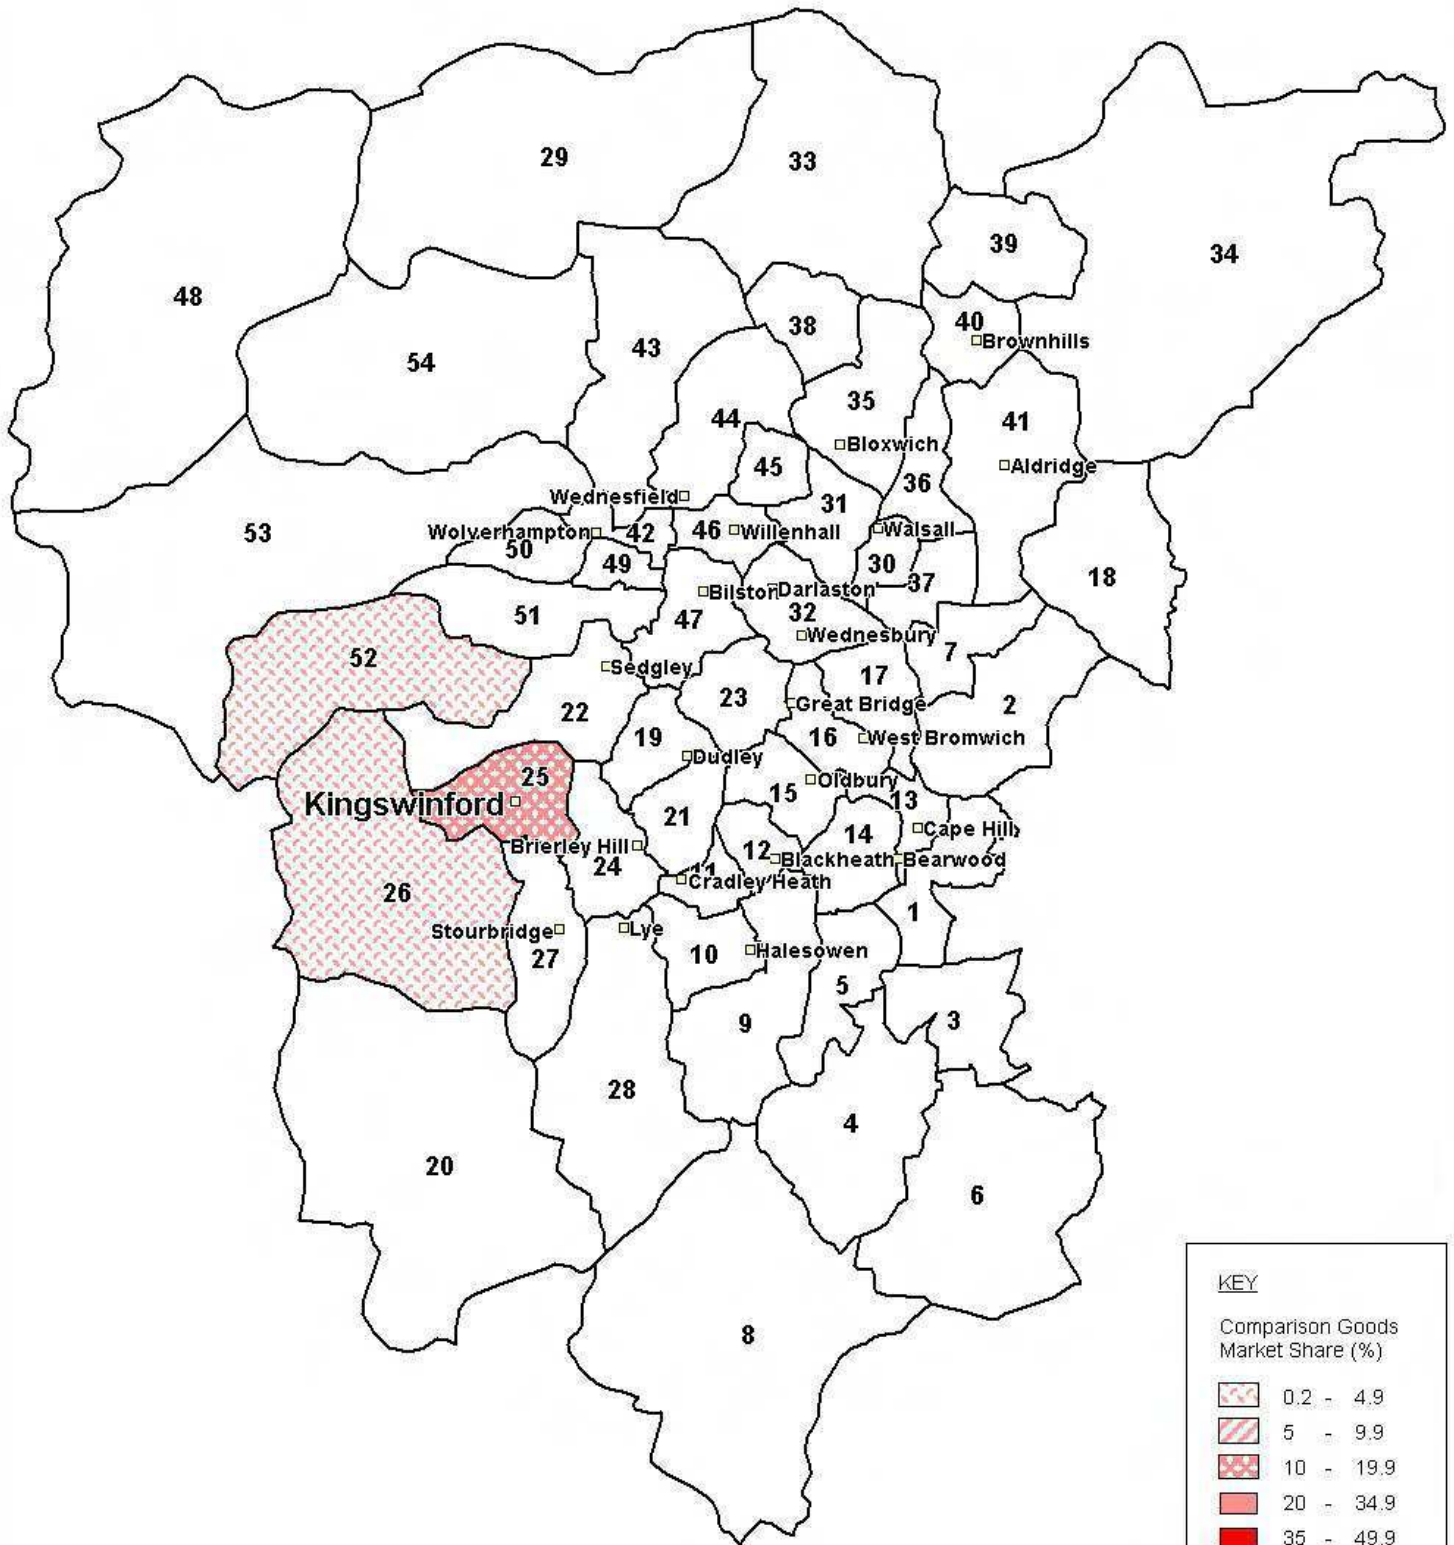 29
33
39
34
48
38
40
Brownhills
43
54
35
41
44
Bloxwich
45
Aldridge
36
Wednesfield
31
53
Wolverhampton
42
46
Willenhall
Walsall
50
49
30
37
18
Bilston
Darlaston
51
32
47
Wednesbury
7
52
Sedgley
17
23
Great Bridge
2
22
19
16
West Bromwich
Dudley
25
Oldbury
15
13
Kingswinford
21
14
Cape Hill
Brierley Hill
12
Blackheath
Bearwood
24
11
Cradley Heath
26
1
Stourbridge
Lye
27
10
Halesowen
5
9
3
28
4
20
6
8
KEY
Comparison Goods
Market Share (%)
0.2 - 4.9
5 - 9.9
10 - 19.9
20 - 34.9
35 - 49.9